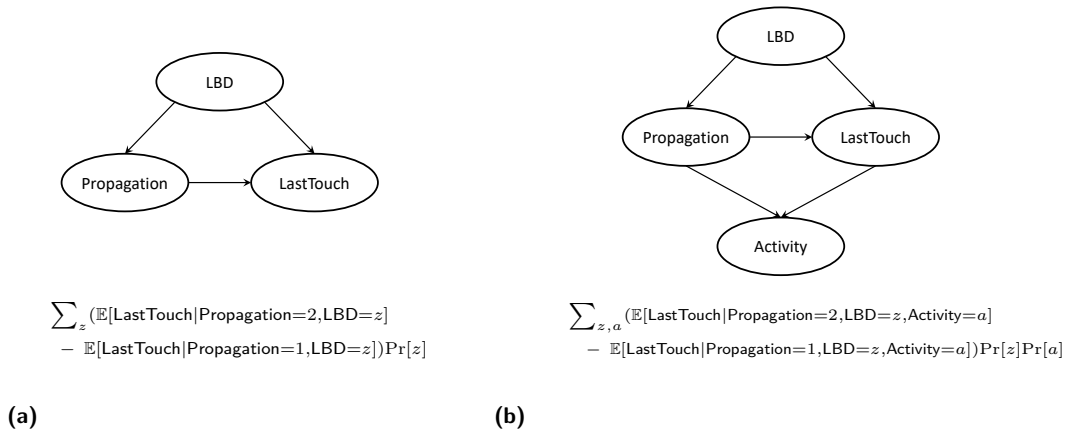 LBD
Propagation
LastTouch
∑z(𝔼[LastTouch|Propagation=2,LBD=z]
− 𝔼[LastTouch|Propagation=1,LBD=z])Pr[z]
(a)
LBD
Propagation
LastTouch
Activity
∑z,a(𝔼[LastTouch|Propagation=2,LBD=z,Activity=a]
− 𝔼[LastTouch|Propagation=1,LBD=z,Activity=a])Pr[z]Pr[a]
(b)